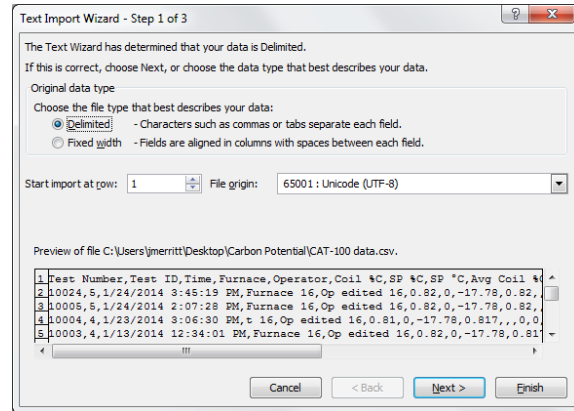 Text Import Wizard - Step 1 of 3
The Text Wizard has determined that your data is Delimited.
If this is correct, choose Next, or choose the data type that best describes your data.
Original data type
Choose the file type that best describes your data:
Delimited - Characters such as commas or tabs separate each field.
Fixed width - Fields are aligned in columns with spaces between each field.
Start import at row: 1 File origin: 65001 : Unicode (UTF-8)
Preview of file C:\Users\jmerritt\Desktop\Carbon Potential\CAT-100 data.csv.
1 Test Number,Test ID,Time,Furnace,Operator,Coil %C,SP %C,SP °C,Avg Coil %C
2 10024,5,1/24/2014 3:45:19 PM,Furnace 16,Op edited 16,0.82,0,-17.78,0.82,
3 10005,5,1/24/2014 2:07:28 PM,Furnace 16,Op edited 16,0.82,0,-17.78,0.82,,
4 10004,4,1/23/2014 3:06:30 PM,t 16,Op edited 16,0.81,0,-17.78,0.817,,,0,0,
5 10003,4,1/13/2014 12:34:01 PM,Furnace 16,Op edited 16,0.82,0,-17.78,0.817
Cancel < Back Next > Finish